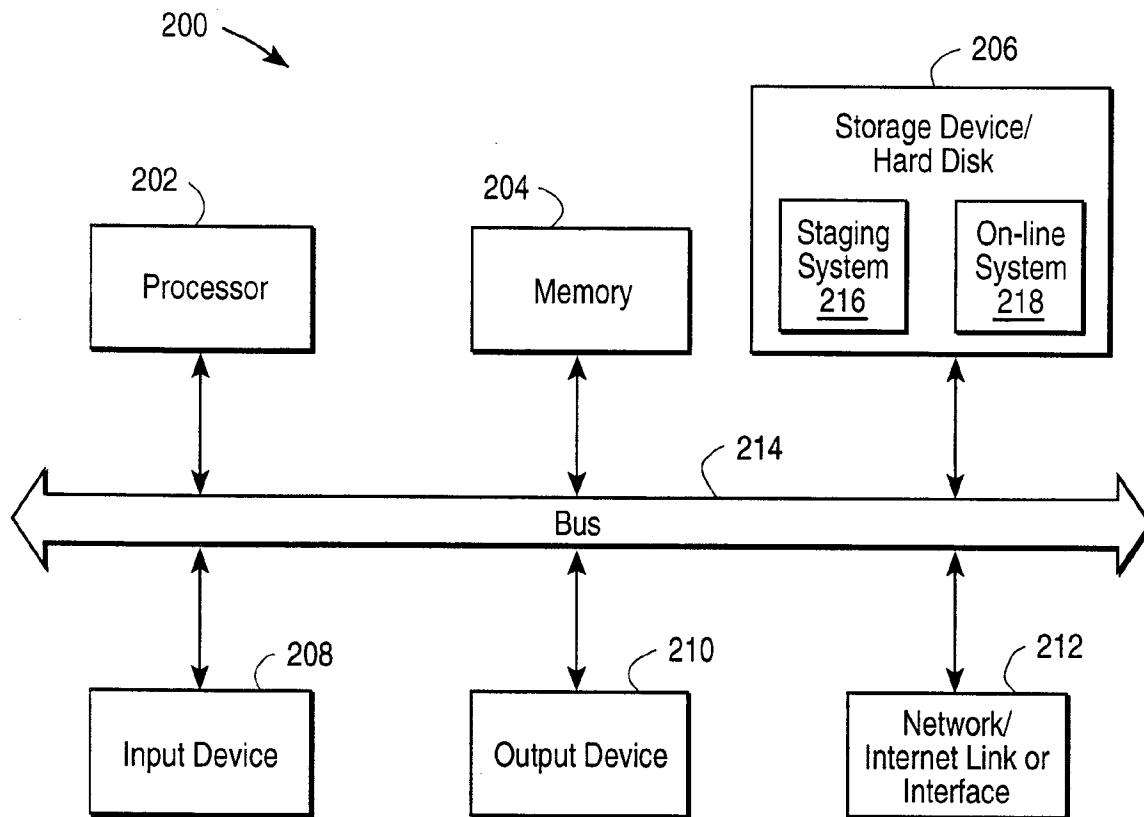 200
206
Storage Device/
Hard Disk
202
204
Staging
System
216
On-line
System
218
Processor
Memory
214
Bus
208
210
212
Input Device
Output Device
Network/
Internet Link or
Interface